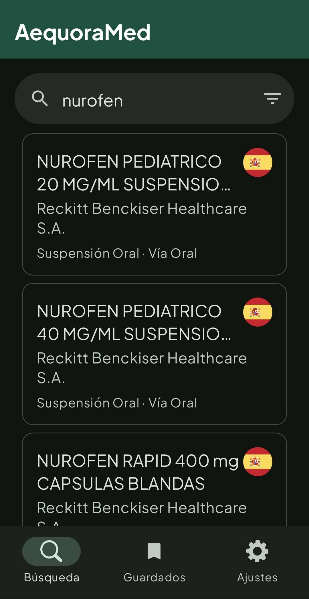 AequoraMed
nurofen
NUROFEN PEDIATRICO
20 MG/ML SUSPENSIO...
Reckitt Benckiser Healthcare
S.A.
Suspensión Oral · Vía Oral
NUROFEN PEDIATRICO
40 MG/ML SUSPENSIO...
Reckitt Benckiser Healthcare
S.A.
Suspensión Oral · Vía Oral
NUROFEN RAPID 400 mg
CAPSULAS BLANDAS
Reckitt Benckiser Healthcare
S.A.
Búsqueda
Guardados
Ajustes